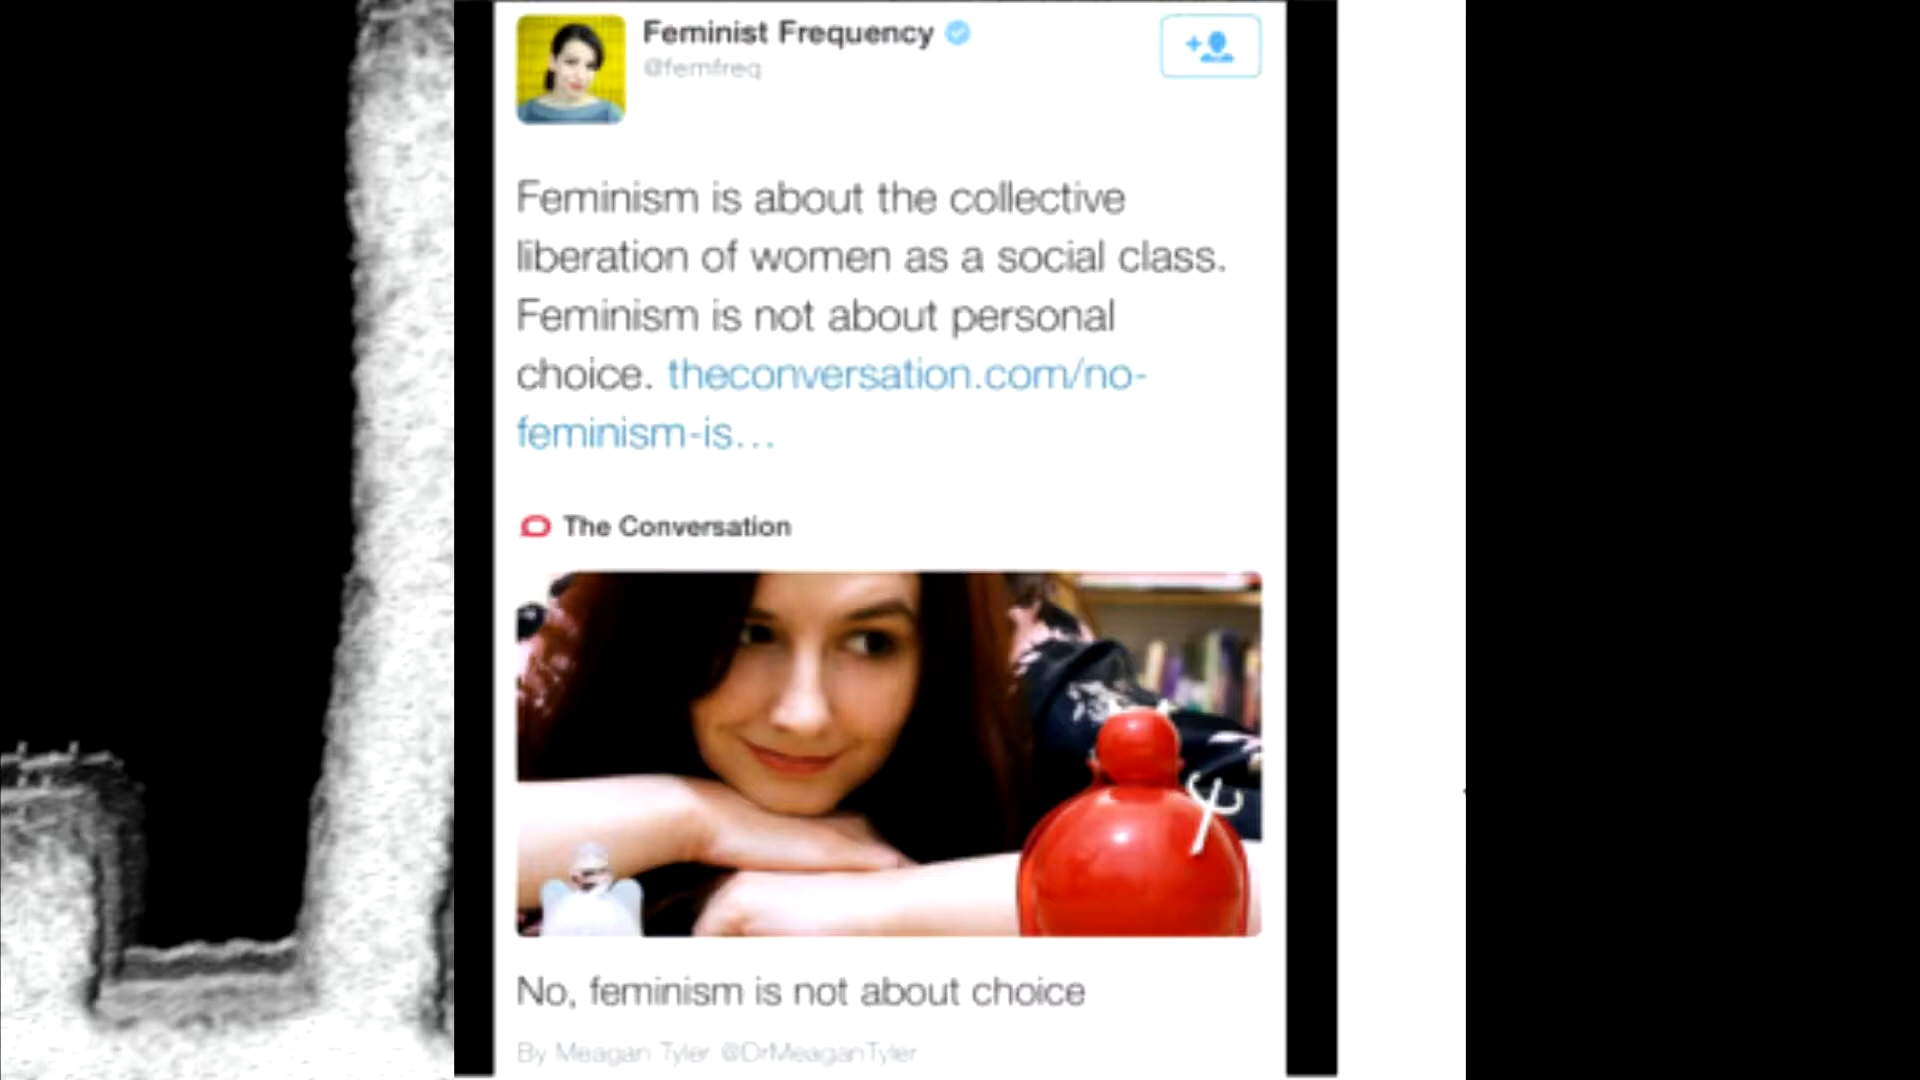 Feminist Frequency
@femfreq
Feminism is about the collective
liberation of women as a social class.
Feminism is not about personal
choice. theconversation.com/no-
feminism-is...
The Conversation
No, feminism is not about choice
By Meagan Tyler @DrMeaganTyler